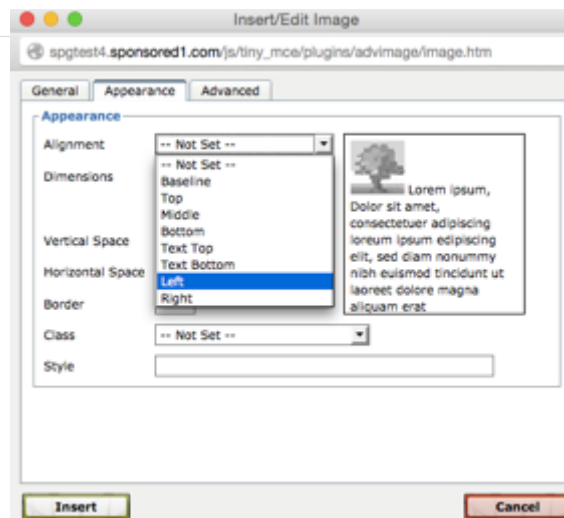 Insert/Edit Image
spgtest4.sponsored1.com/js/tiny_mce/plugins/advimage/image.htm
General Appearance Advanced
Appearance
Alignment -- Not Set --
-- Not Set --
Baseline
Top
Middle
Bottom
Text Top
Text Bottom
Left
Right
Dimensions
Vertical Space
Horizontal Space
Border
Lorem ipsum,
Dolor sit amet,
consectetuer adipiscing
loreum ipsum edipiscing
elit, sed diam nonummy
nibh euismod tincidunt ut
laoreet dolore magna
aliquam erat
Class -- Not Set --
Style
Insert Cancel